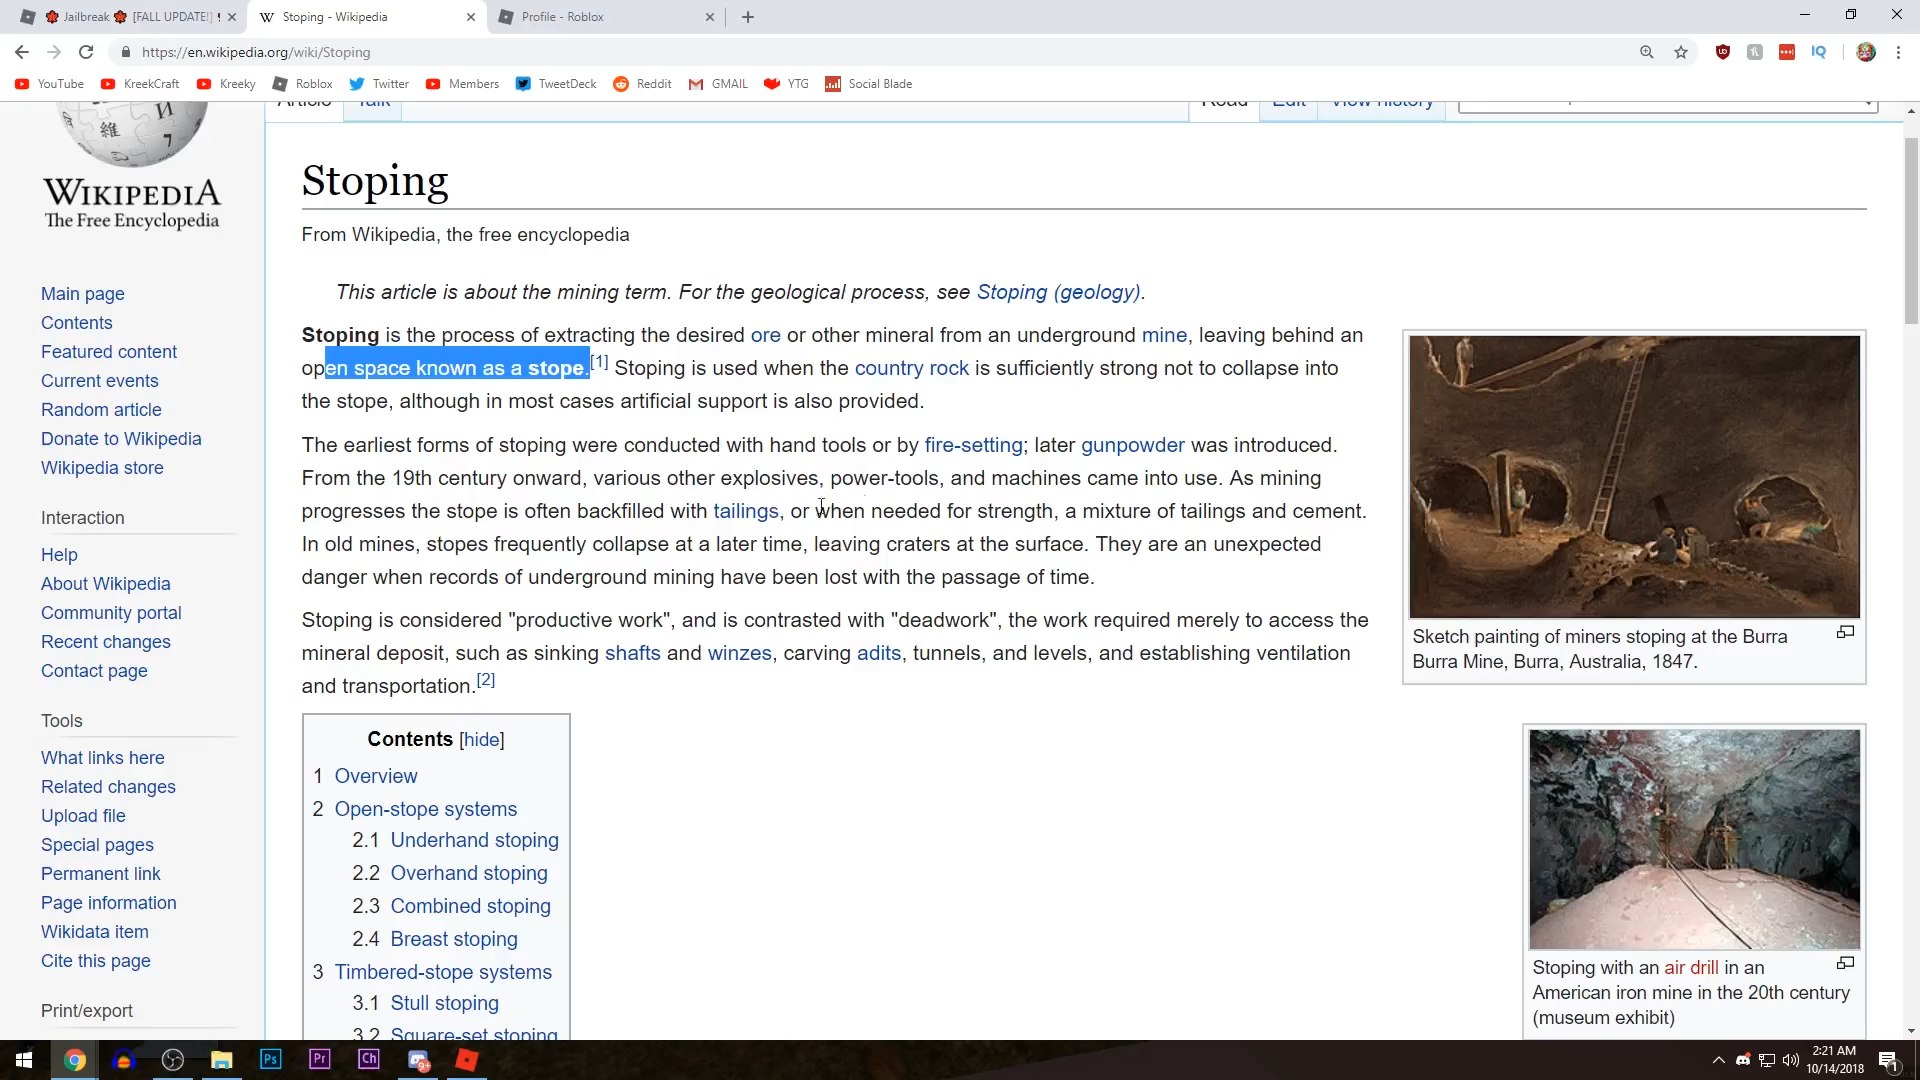 Jailbreak [FALL UPDATE!]
Stoping - Wikipedia
Profile - Roblox
https://en.wikipedia.org/wiki/Stoping
YouTube KreekCraft Kreeky Roblox Twitter Members TweetDeck Reddit GMAIL YTG Social Blade
Article Talk Read Edit View history
WIKIPEDIA
The Free Encyclopedia
Main page
Contents
Featured content
Current events
Random article
Donate to Wikipedia
Wikipedia store
Interaction
Help
About Wikipedia
Community portal
Recent changes
Contact page
Tools
What links here
Related changes
Upload file
Special pages
Permanent link
Page information
Wikidata item
Cite this page
Print/export
Stoping
From Wikipedia, the free encyclopedia
This article is about the mining term. For the geological process, see Stoping (geology).
Stoping is the process of extracting the desired ore or other mineral from an underground mine, leaving behind an
open space known as a stope.[1] Stoping is used when the country rock is sufficiently strong not to collapse into
the stope, although in most cases artificial support is also provided.
The earliest forms of stoping were conducted with hand tools or by fire-setting; later gunpowder was introduced.
From the 19th century onward, various other explosives, power-tools, and machines came into use. As mining
progresses the stope is often backfilled with tailings, or when needed for strength, a mixture of tailings and cement.
In old mines, stopes frequently collapse at a later time, leaving craters at the surface. They are an unexpected
danger when records of underground mining have been lost with the passage of time.
Stoping is considered "productive work", and is contrasted with "deadwork", the work required merely to access the
mineral deposit, such as sinking shafts and winzes, carving adits, tunnels, and levels, and establishing ventilation
and transportation.[2]
Contents [hide]
1 Overview
2 Open-stope systems
2.1 Underhand stoping
2.2 Overhand stoping
2.3 Combined stoping
2.4 Breast stoping
3 Timbered-stope systems
3.1 Stull stoping
3.2 Square-set stoping
Sketch painting of miners stoping at the Burra
Burra Mine, Burra, Australia, 1847.
Stoping with an air drill in an
American iron mine in the 20th century
(museum exhibit)
IQ
Ps Pr Ch 9+
2:21 AM
10/14/2018
1